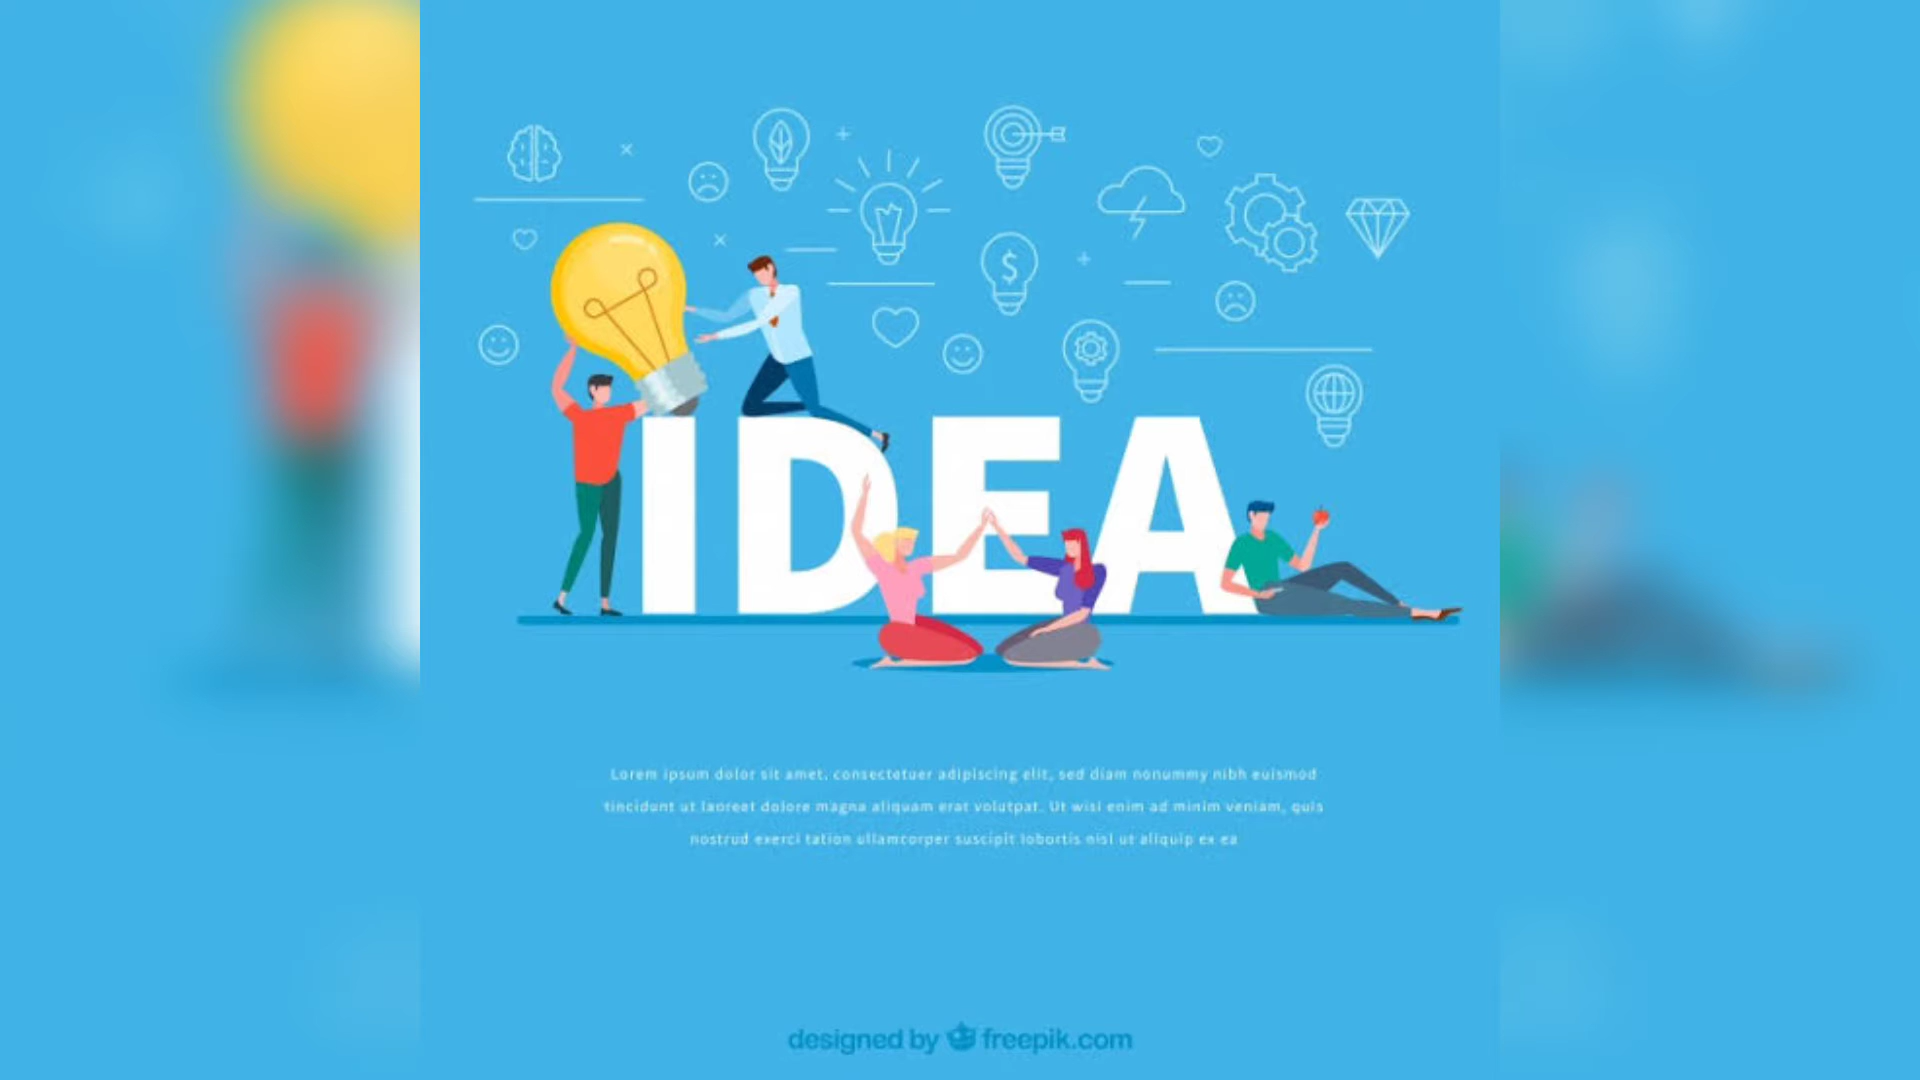 IDEA
Lorem ipsum dolor sit amet, consectetuer adipiscing elit, sed diam nonummy nibh euismod
tincidunt ut laoreet dolore magna aliquam erat volutpat. Ut wisi enim ad minim veniam, quis
nostrud exerci tation ullamcorper suscipit lobortis nisl ut aliquip ex ea
designed by freepik.com